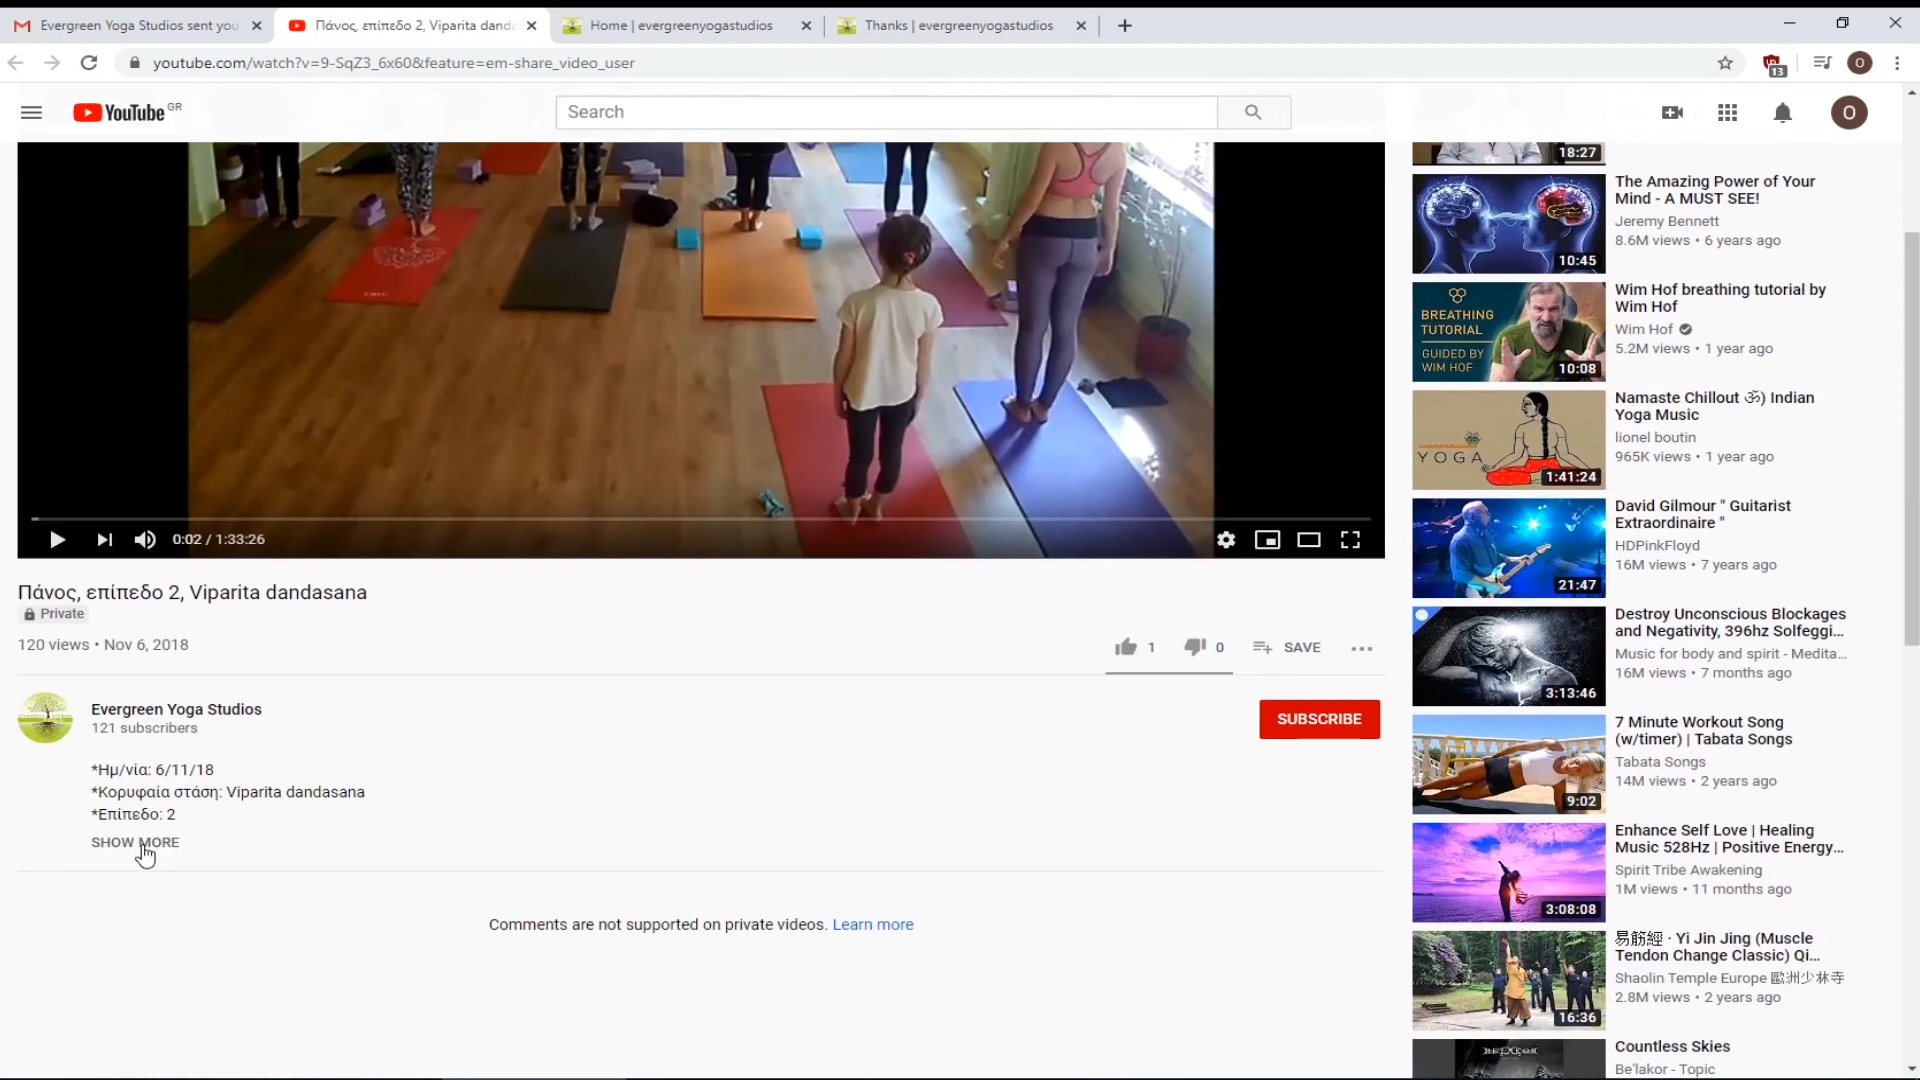 Evergreen Yoga Studios sent you
Πάνος, επίπεδο 2, Viparita danda
Home | evergreenyogastudios
Thanks | evergreenyogastudios
youtube.com/watch?v=9-SqZ3_6x60&feature=em-share_video_user
13
O
YouTube GR
Search
O
0:02 / 1:33:26
Πάνος, επίπεδο 2, Viparita dandasana
Private
120 views • Nov 6, 2018
1
0
SAVE
Evergreen Yoga Studios
121 subscribers
SUBSCRIBE
*Ημ/νία: 6/11/18
*Κορυφαία στάση: Viparita dandasana
*Επίπεδο: 2
SHOW MORE
Comments are not supported on private videos. Learn more
18:27
The Amazing Power of Your
Mind - A MUST SEE!
Jeremy Bennett
8.6M views • 6 years ago
10:45
BREATHING
TUTORIAL
GUIDED BY
WIM HOF
10:08
Wim Hof breathing tutorial by
Wim Hof
Wim Hof
5.2M views • 1 year ago
YOGA
1:41:24
Namaste Chillout ॐ) Indian
Yoga Music
lionel boutin
965K views • 1 year ago
21:47
David Gilmour " Guitarist
Extraordinaire "
HDPinkFloyd
16M views • 7 years ago
3:13:46
Destroy Unconscious Blockages
and Negativity, 396hz Solfeggi...
Music for body and spirit - Medita...
16M views • 7 months ago
9:02
7 Minute Workout Song
(w/timer) | Tabata Songs
Tabata Songs
14M views • 2 years ago
3:08:08
Enhance Self Love | Healing
Music 528Hz | Positive Energy...
Spirit Tribe Awakening
1M views • 11 months ago
16:36
易筋經 · Yi Jin Jing (Muscle
Tendon Change Classic) Qi...
Shaolin Temple Europe 歐洲少林寺
2.8M views • 2 years ago
Countless Skies
Be'lakor - Topic